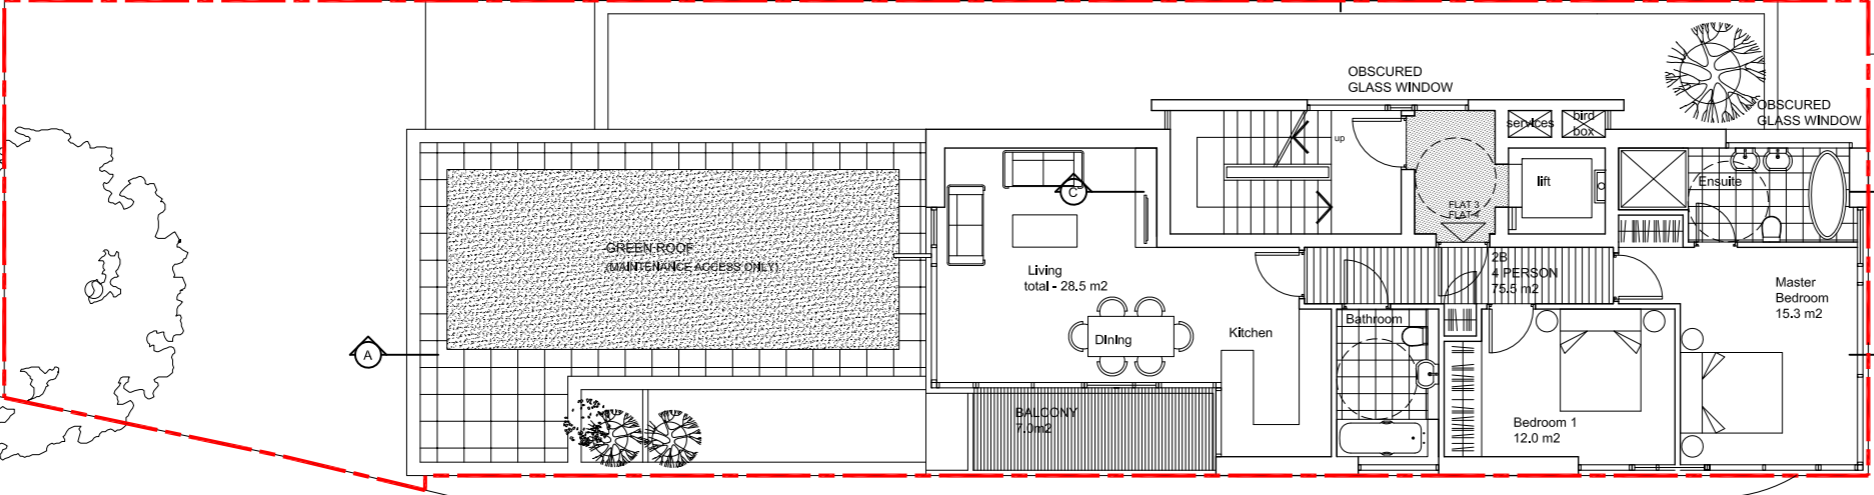 OBSCURED
GLASS WINDOW
OBSCURED
GLASS WINDOW
services
bird
box
up
lift
Ensuite
C
FLAT 3
FLAT 4
GREEN ROOF
(MAINTENANCE ACCESS ONLY)
Living
total - 28.5 m2
2B
4 PERSON
75.5 m2
Master
Bedroom
15.3 m2
Bathroom
Kitchen
Dining
A
BALCONY
7.0m2
Bedroom 1
12.0 m2